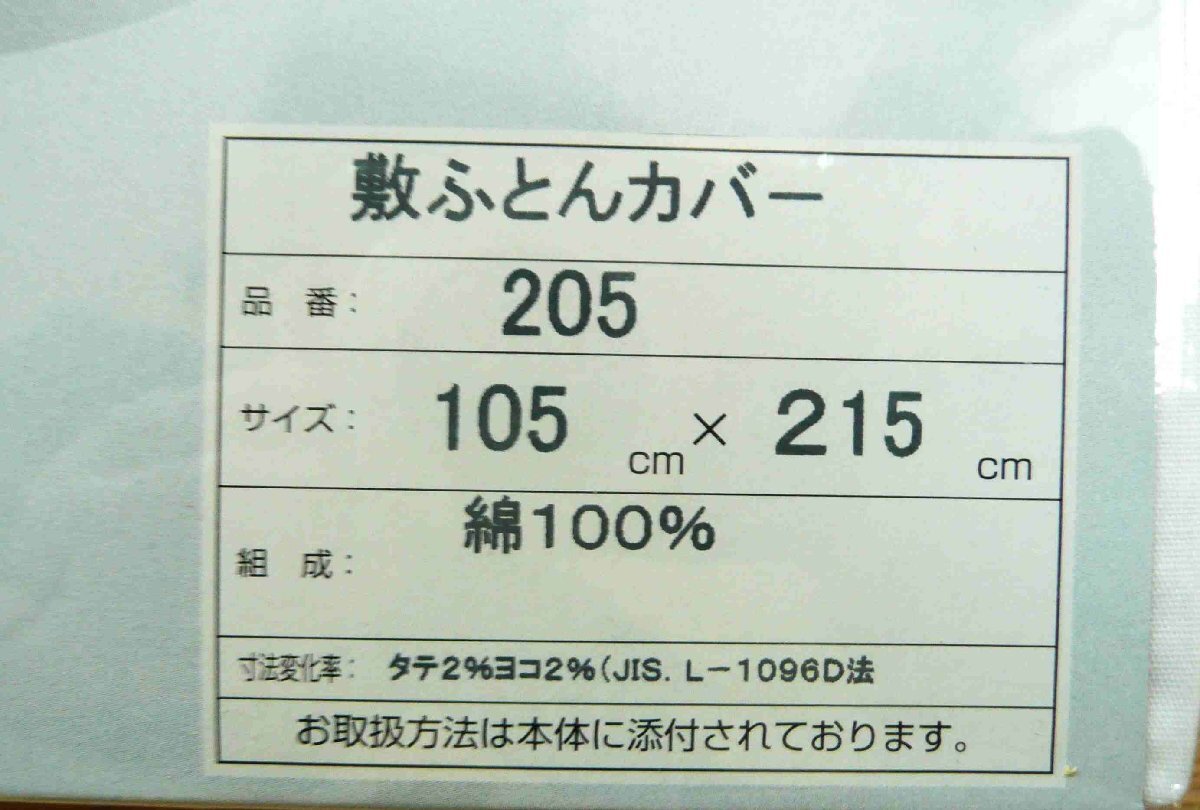 敷ふとんカバー
品 番： 205
サイズ： 105 cm × 215 cm
組 成： 綿100%
寸法変化率： タテ2%ヨコ2%（JIS. L－1096D法
お取扱方法は本体に添付されております。